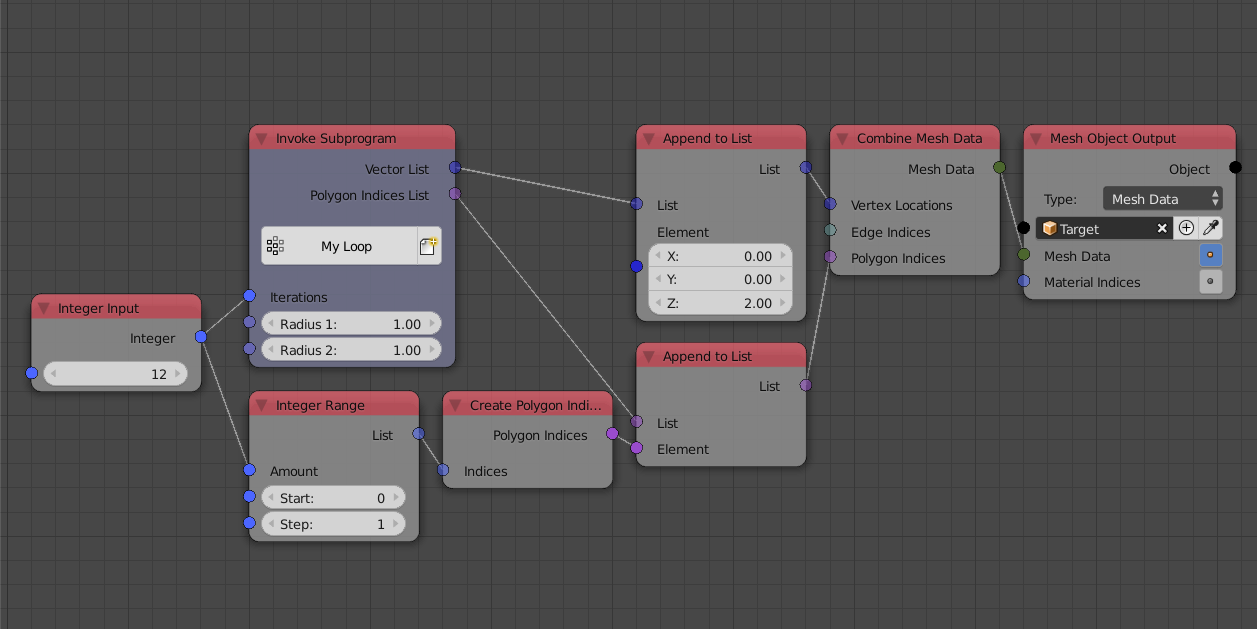 Integer Input
Integer
12
Invoke Subprogram
Vector List
Polygon Indices List
My Loop
Iterations
Radius 1: 1.00
Radius 2: 1.00
Integer Range
List
Amount
Start: 0
Step: 1
Create Polygon Indi...
Polygon Indices
Indices
Append to List
List
List
Element
X: 0.00
Y: 0.00
Z: 2.00
Append to List
List
List
Element
Combine Mesh Data
Mesh Data
Vertex Locations
Edge Indices
Polygon Indices
Mesh Object Output
Object
Type: Mesh Data
Target
Mesh Data
Material Indices